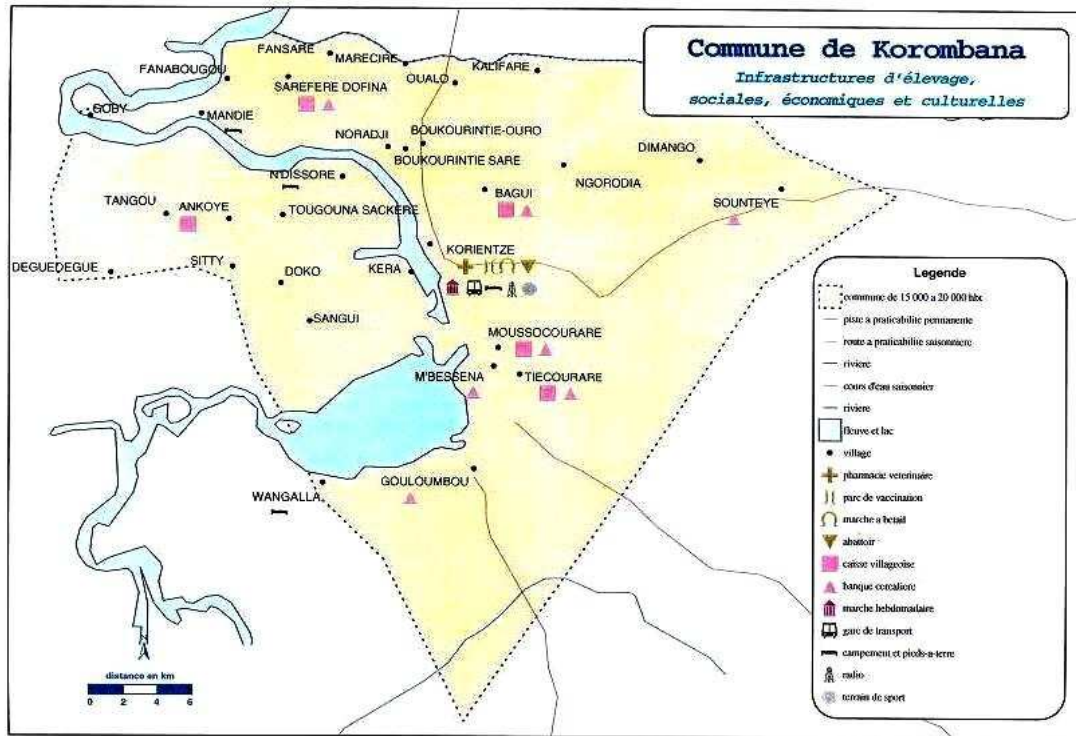 Commune de Korombana
Infrastructures d'élevage,
sociales, économiques et culturelles
FANSARE
MARECIRE
FANABOUGOU
OUALO
KALIFARE
SAREFERE DOFINA
GOBY
MANDIE
NORADJI
BOUKOURINTIE-OURO
BOUKOURINTIE SARE
DIMANGO
N'DISSORE
NGORODIA
TANGOU
ANKOYE
TOUGOUNA SACKERE
BAGUI
SOUNTEYE
KORIENTZE
DEGUEDEGUE
SITTY
DOKO
KERA
SANGUI
MOUSSOCOURARE
M'BESSENA
TIECOURARE
GOULOUMBOU
WANGALLA
Legende
commune de 15 000 a 20 000 hbt
piste a praticabilite permanente
route a praticabilite saisonniere
riviere
cours d'eau saisonnier
riviere
fleuve et lac
village
pharmacie veterinaire
parc de vaccination
marche a betail
abattoir
caisse villageoise
banque cerealiere
marche hebdomadaire
gare de transport
campement et pieds-a-terre
radio
terrain de sport
distance en km
0 2 4 6